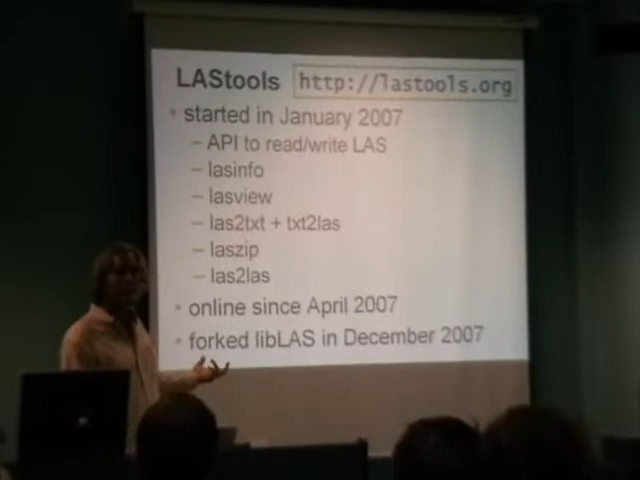 LAStools http://lastools.org
• started in January 2007
– API to read/write LAS
– lasinfo
– lasview
– las2txt + txt2las
– laszip
– las2las
• online since April 2007
• forked libLAS in December 2007